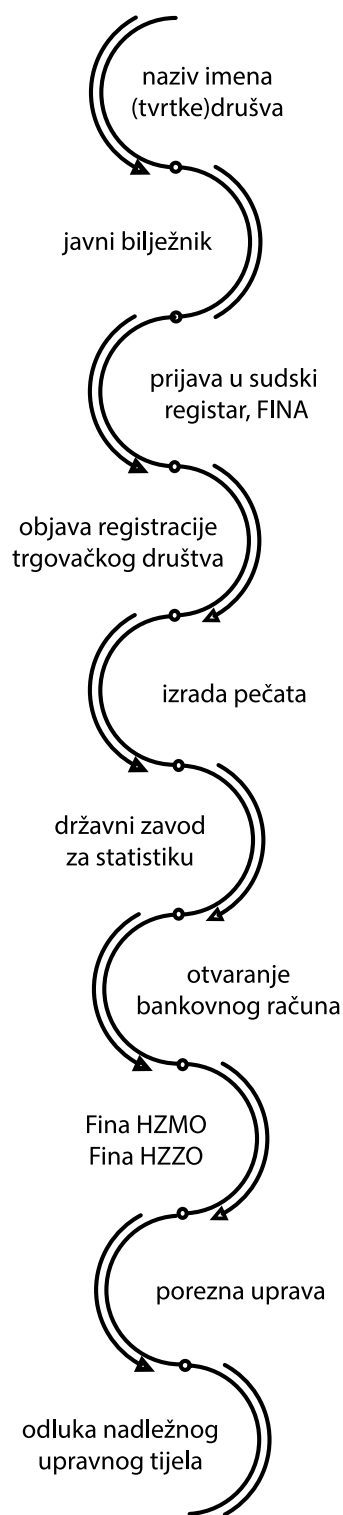 naziv imena
(tvrtke)drušva
javni bilježnik
prijava u sudski
registar, FINA
objava registracije
trgovačkog društva
izrada pečata
državni zavod
za statistiku
otvaranje
bankovnog računa
Fina HZMO
Fina HZZO
porezna uprava
odluka nadležnog
upravnog tijela